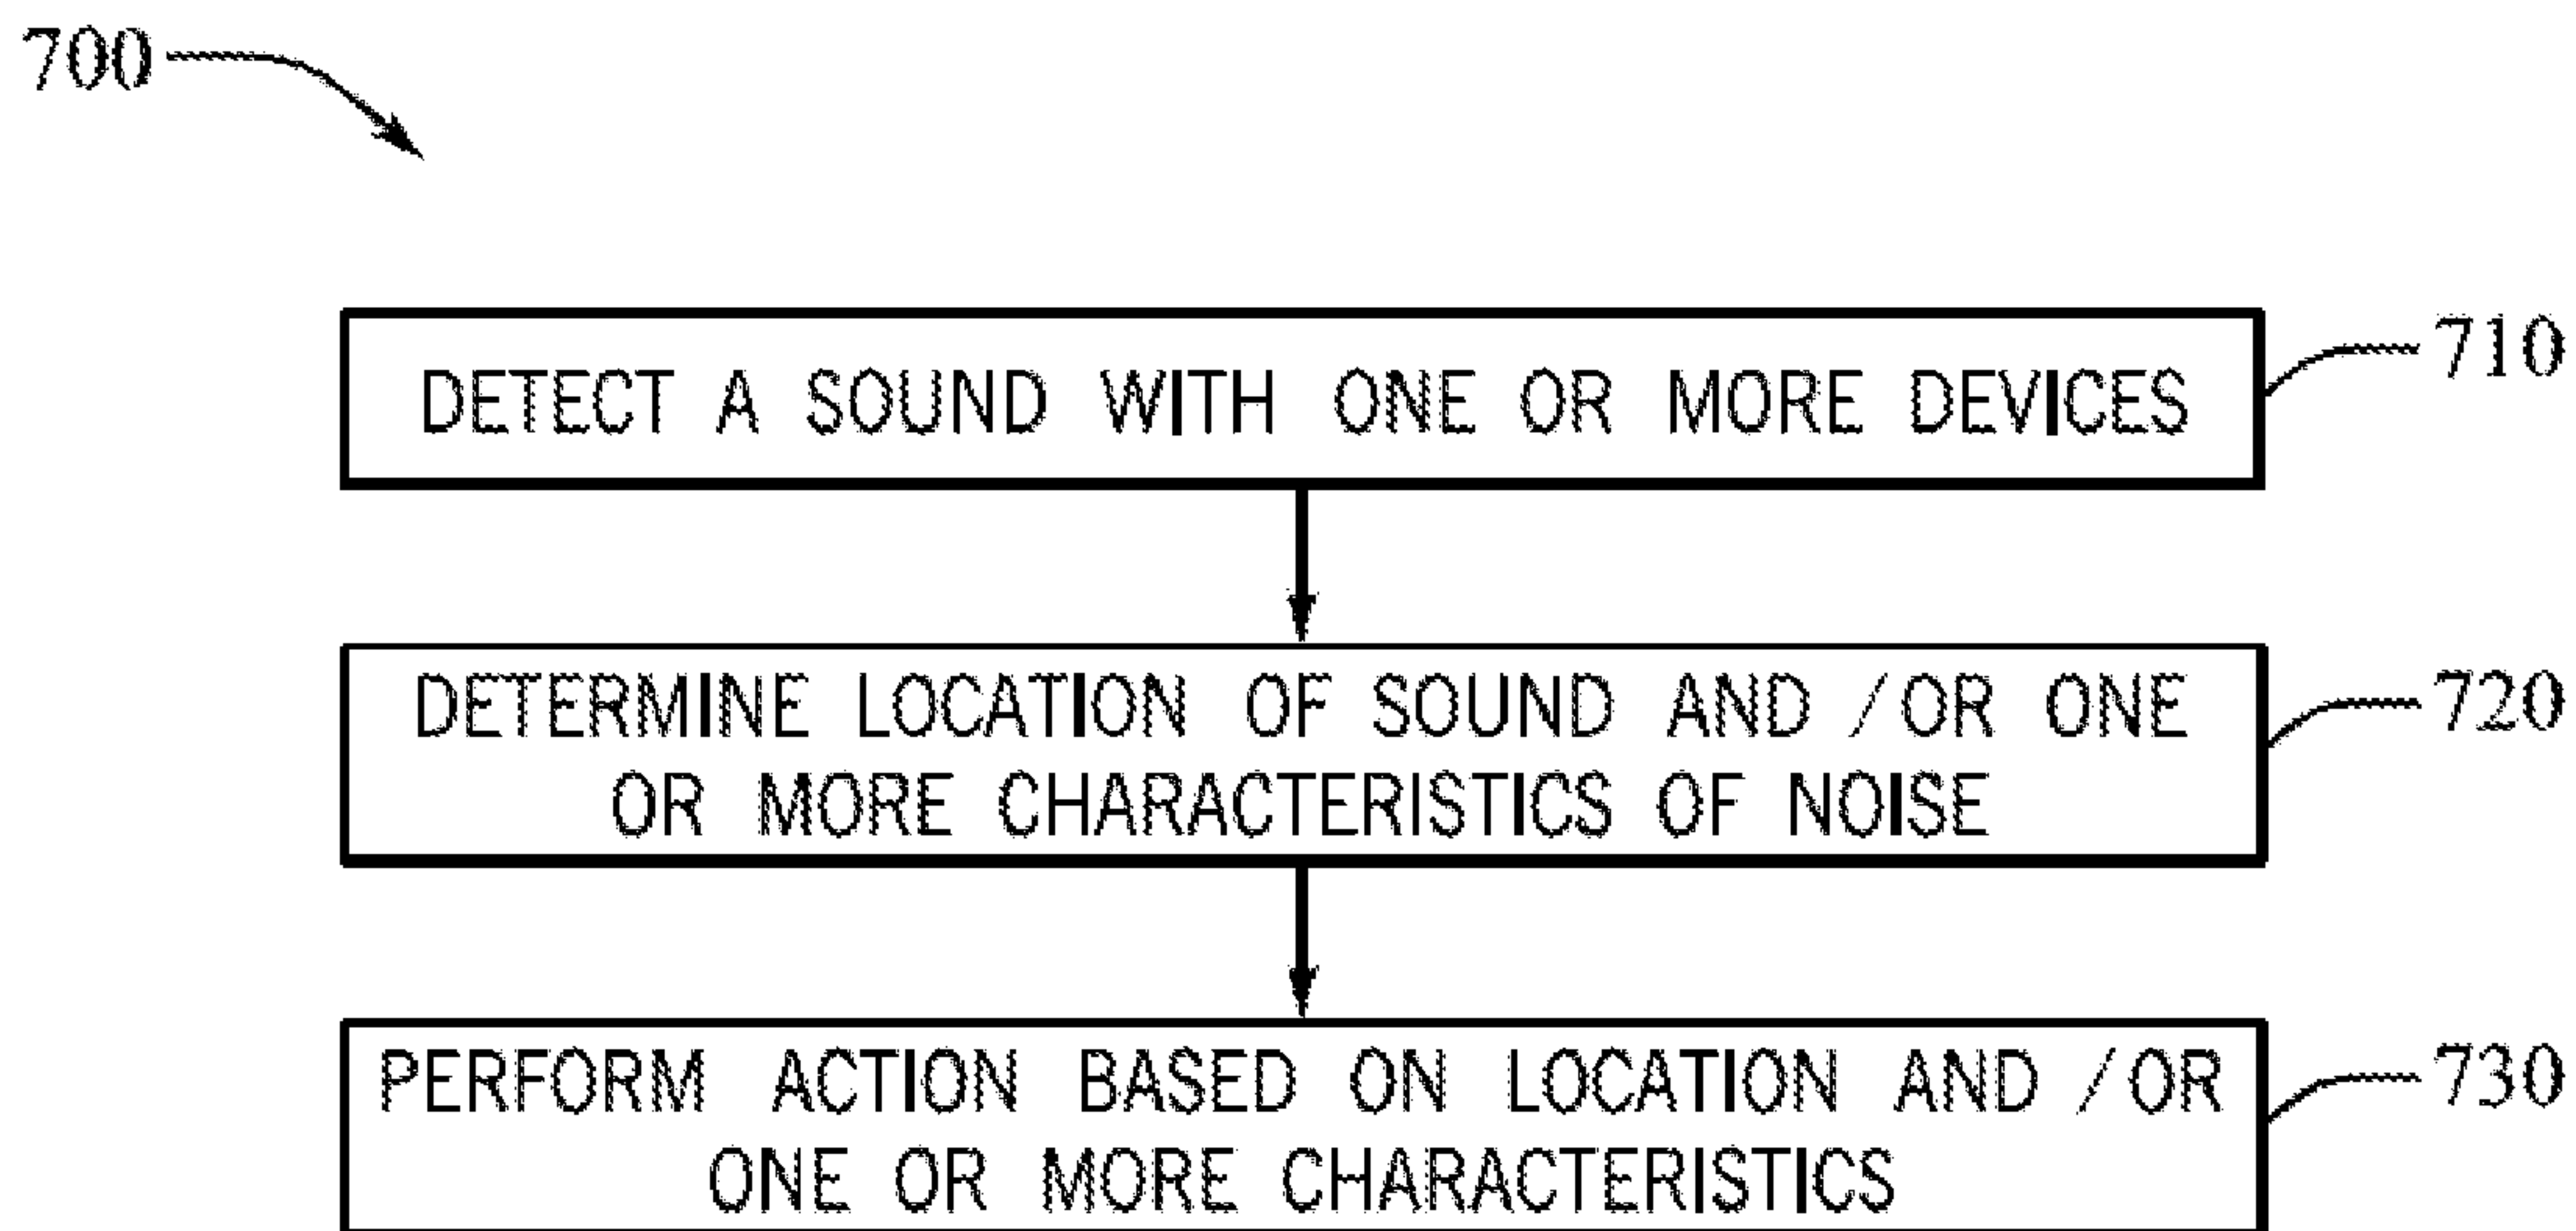 700
DETECT A SOUND WITH ONE OR MORE DEVICES
710
DETERMINE LOCATION OF SOUND AND /OR ONE
OR MORE CHARACTERISTICS OF NOISE
720
PERFORM ACTION BASED ON LOCATION AND /OR
ONE OR MORE CHARACTERISTICS
730